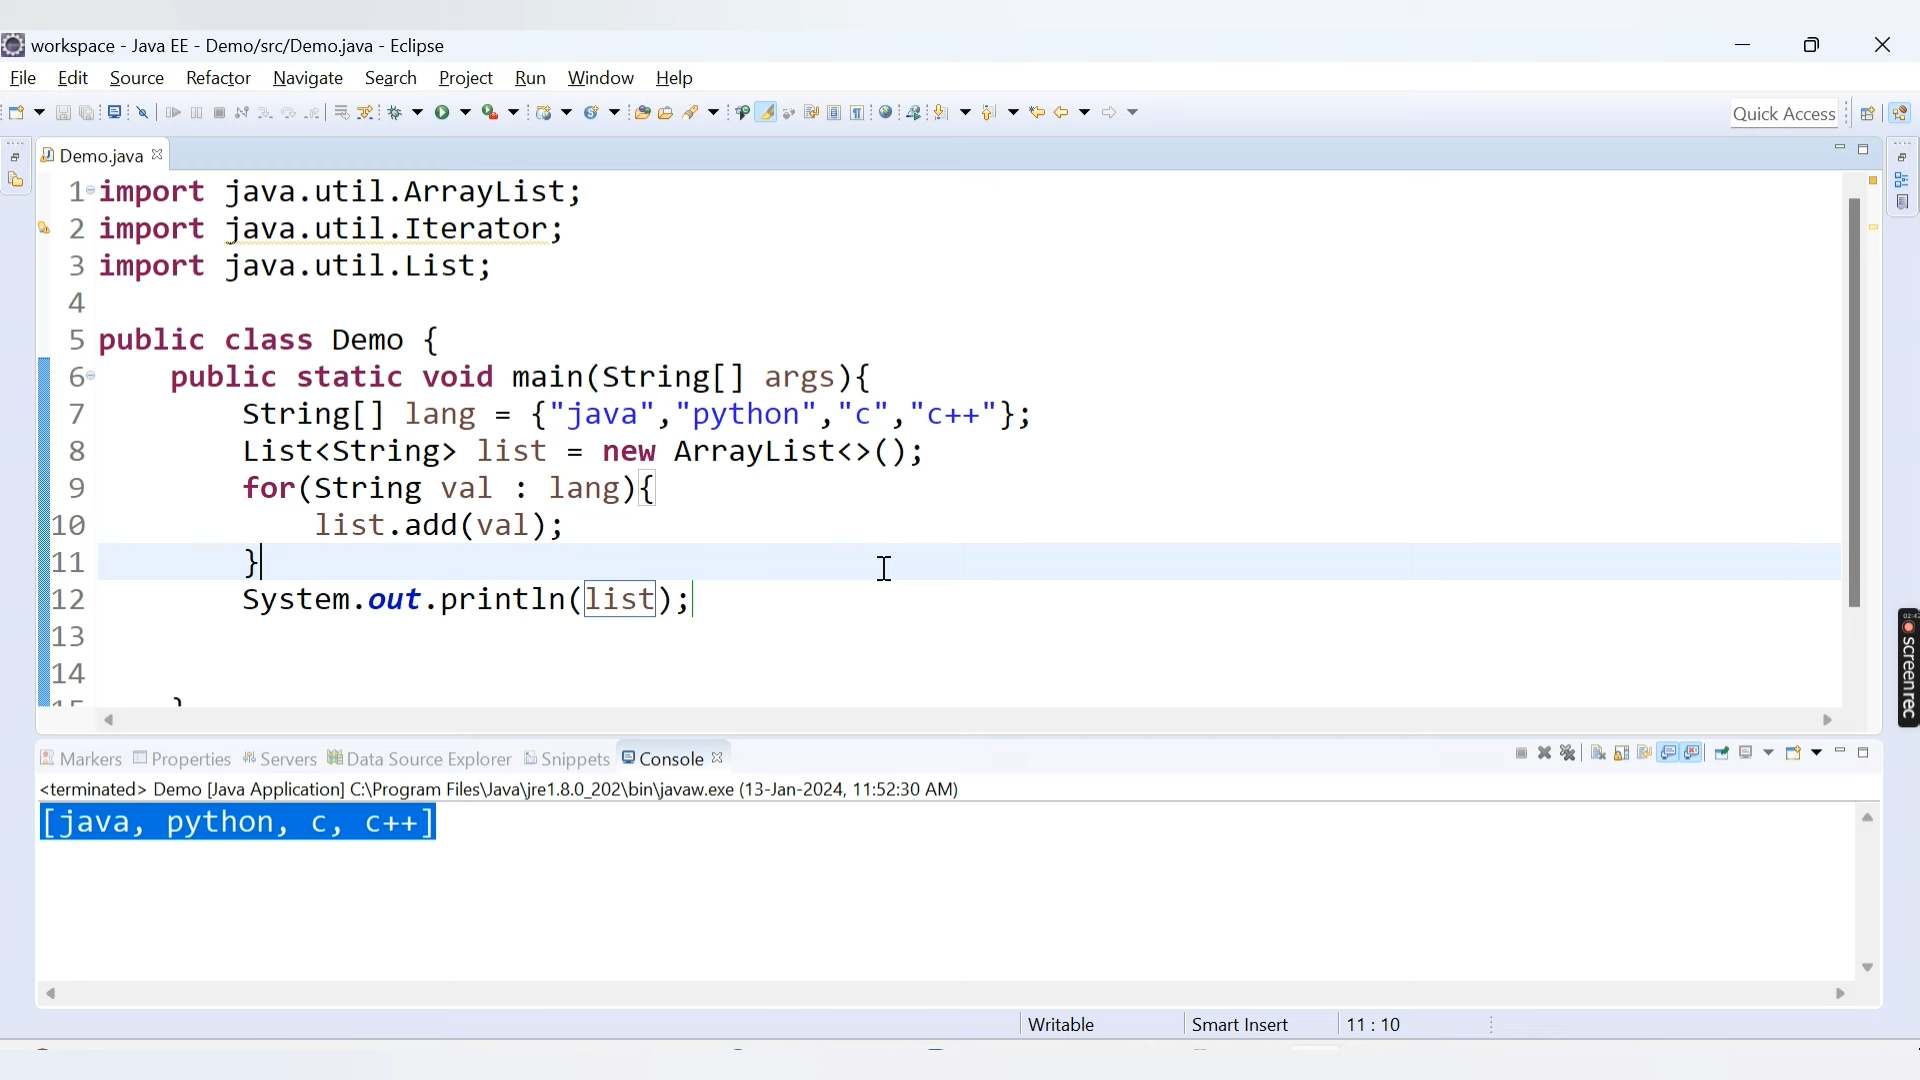 workspace - Java EE - Demo/src/Demo.java - Eclipse
File Edit Source Refactor Navigate Search Project Run Window Help
Quick Access
Demo.java
1 import java.util.ArrayList;
2 import java.util.Iterator;
3 import java.util.List;
4
5 public class Demo {
6 public static void main(String[] args){
7 String[] lang = {"java","python","c","c++"};
8 List<String> list = new ArrayList<>();
9 for(String val : lang){
10 list.add(val);
11 }
12 System.out.println(list);
13
14
15 }
screenrec
Markers Properties Servers Data Source Explorer Snippets Console
<terminated> Demo [Java Application] C:\Program Files\Java\jre1.8.0_202\bin\javaw.exe (13-Jan-2024, 11:52:30 AM)
[java, python, c, c++]
Writable Smart Insert 11 : 10